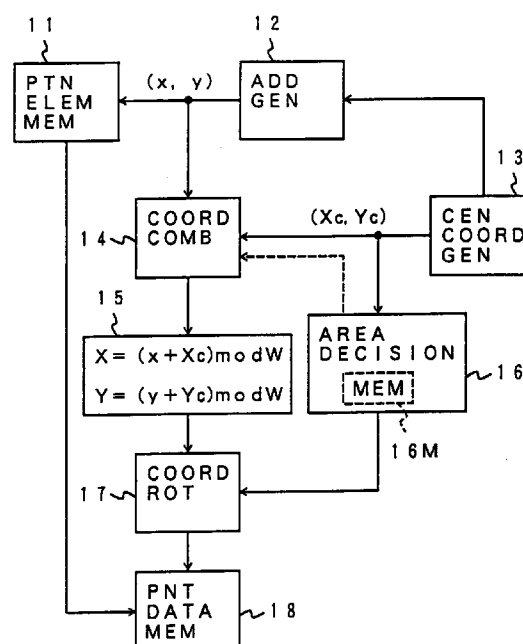 11
12
PTN
ELEM
MEM
(x, y)
ADD
GEN
13
14
COORD
COMB
(Xc, Yc)
CEN
COORD
GEN
15
X= (x+Xc)modW
Y= (y+Yc)modW
AREA
DECISION
MEM
16
16M
17
COORD
ROT
PNT
DATA
MEM
18